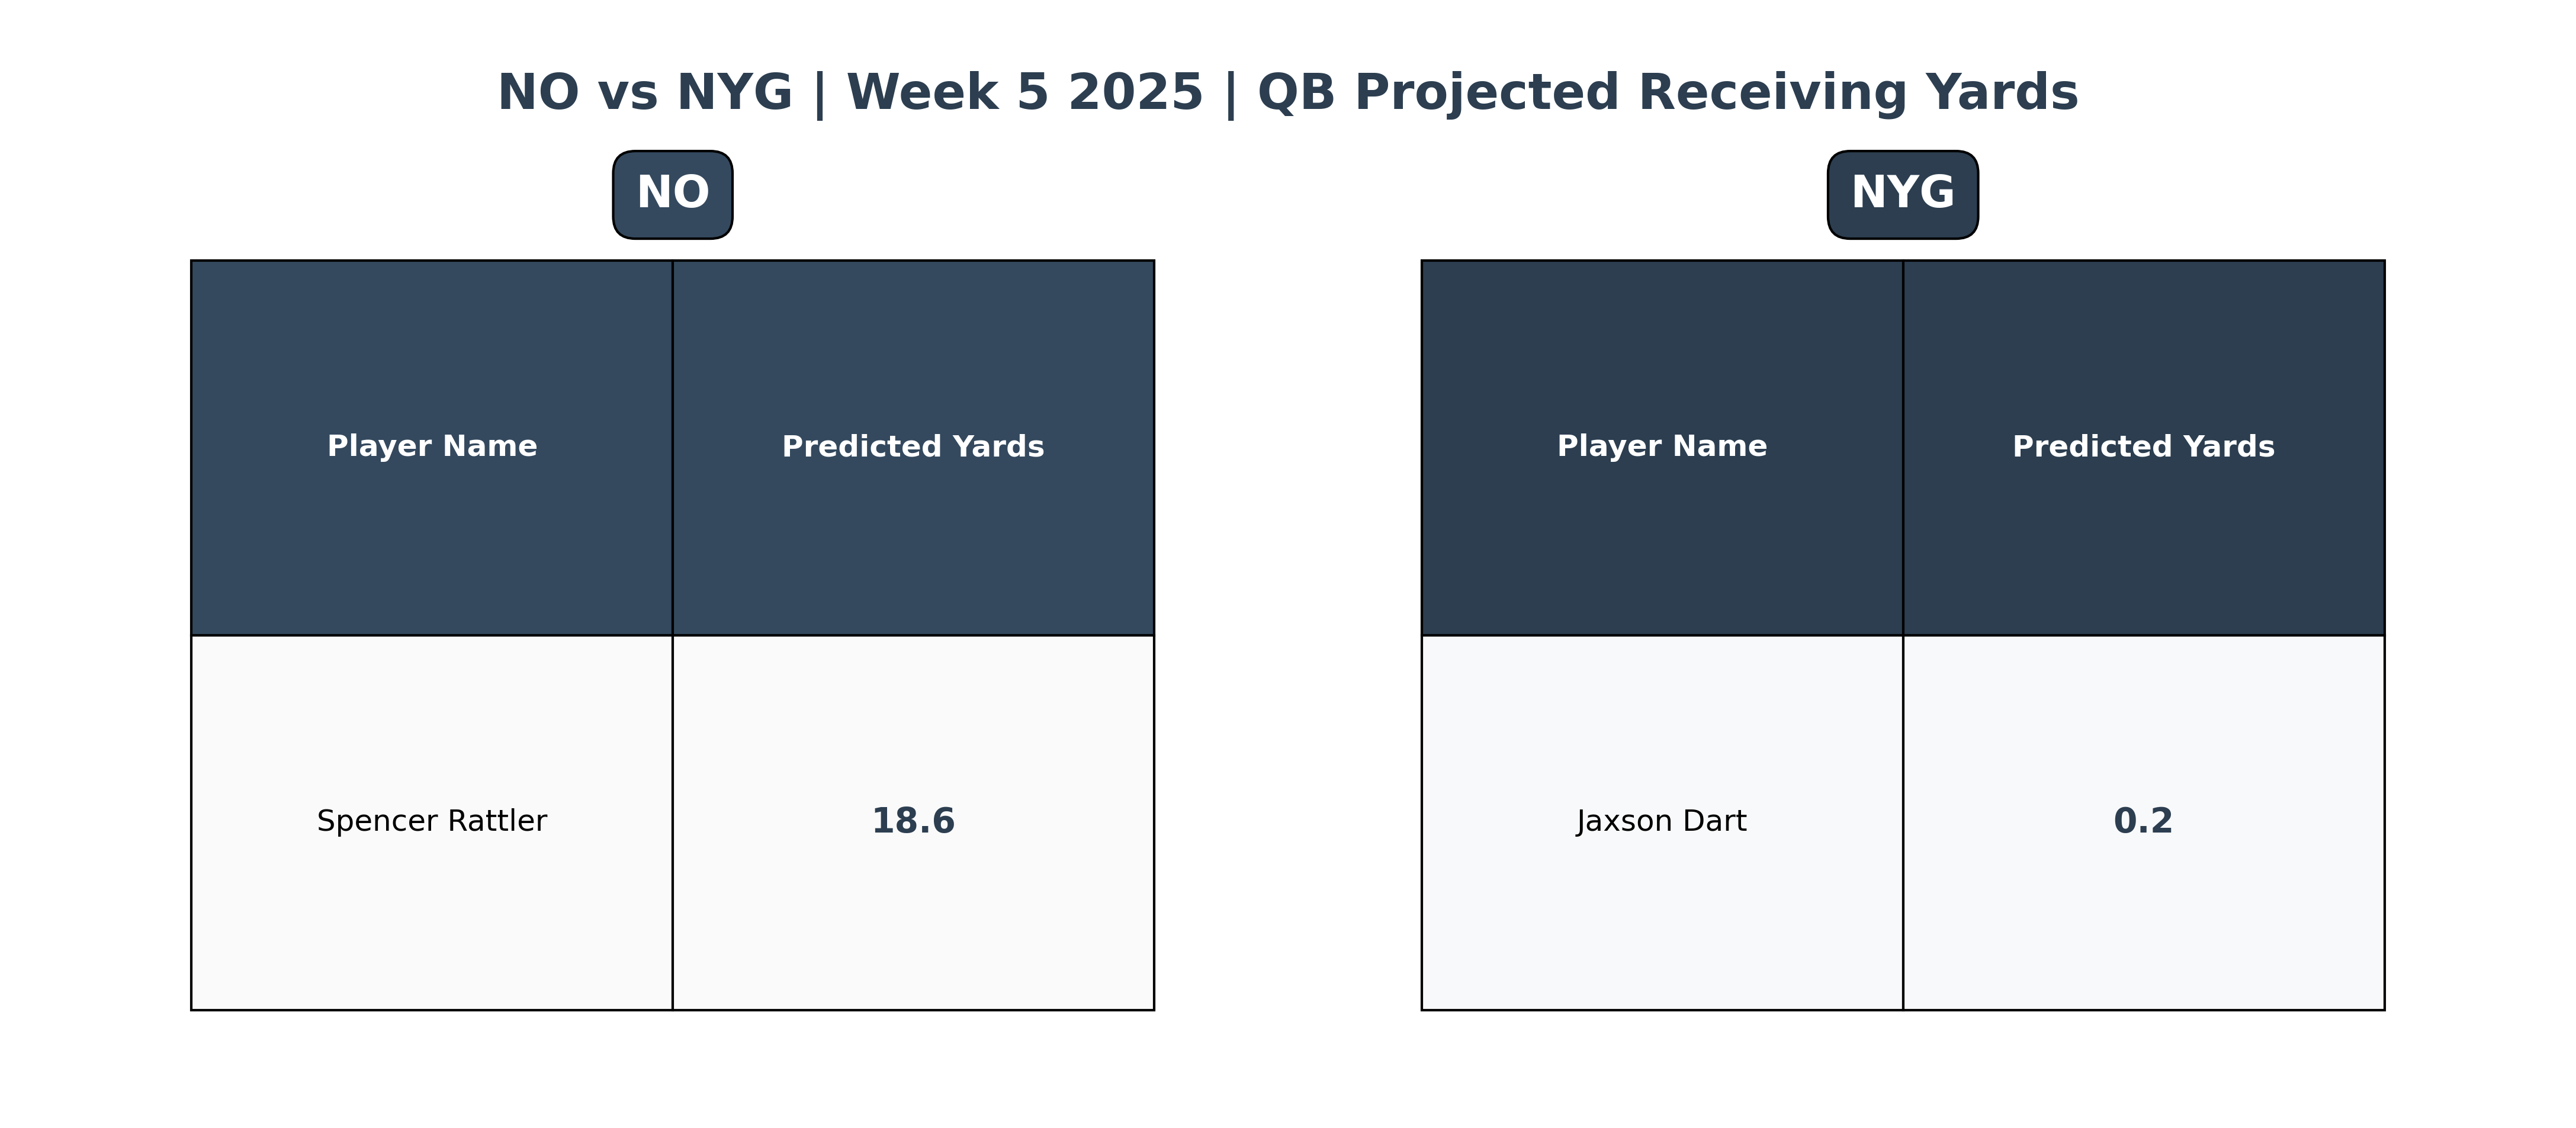 NO vs NYG | Week 5 2025 | QB Projected Receiving Yards
NO
Player Name Predicted Yards
Spencer Rattler 18.6
NYG
Player Name Predicted Yards
Jaxson Dart 0.2